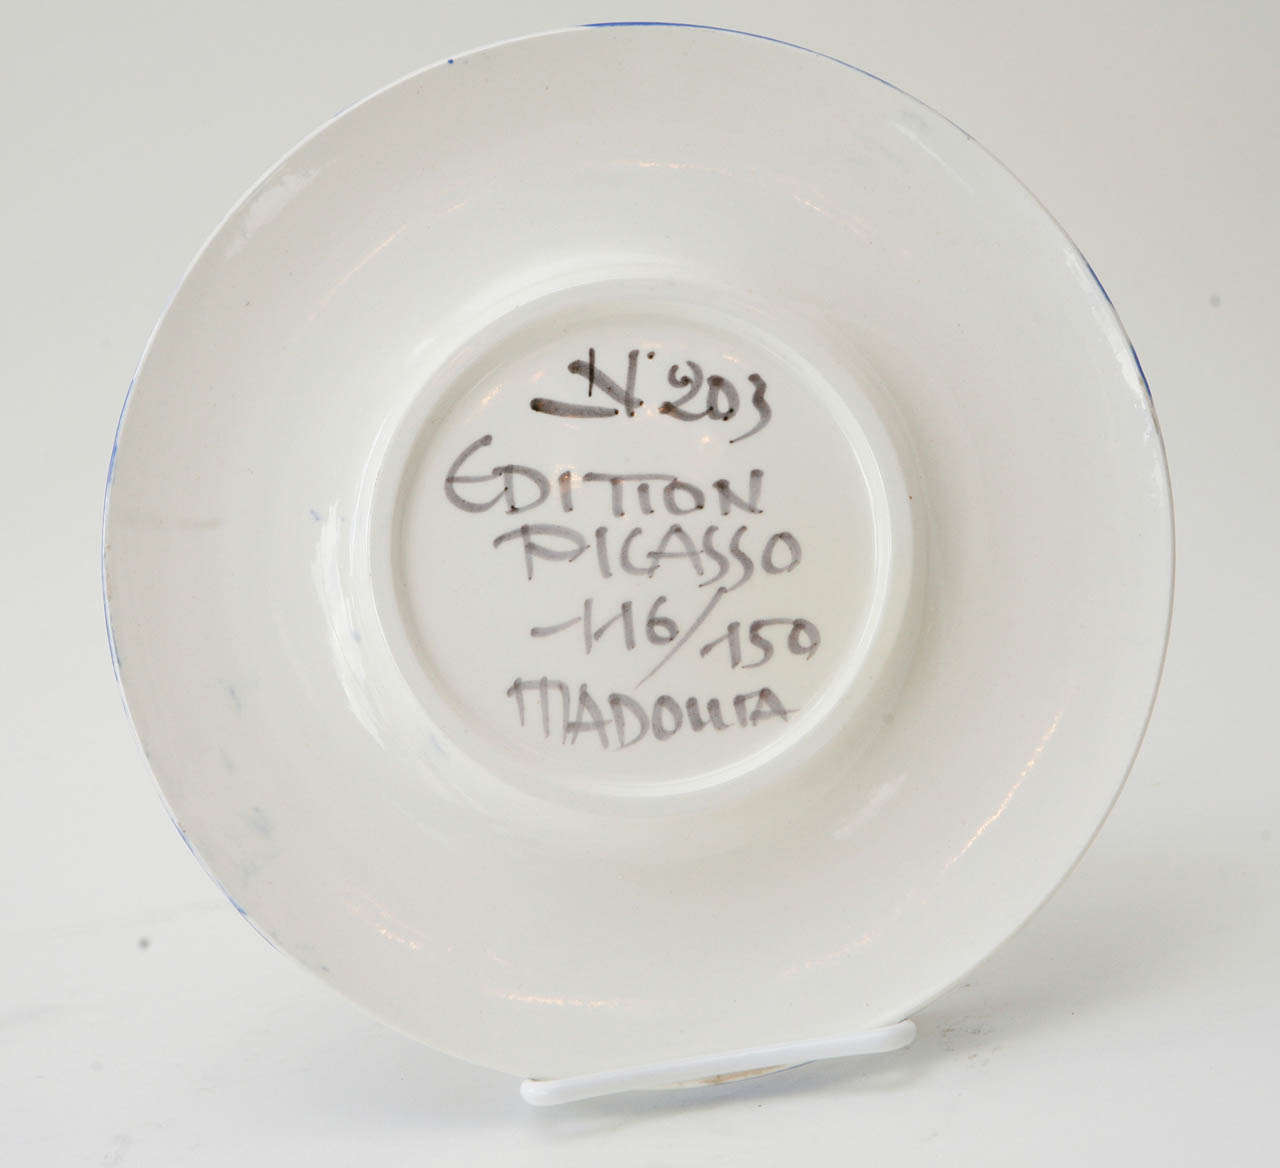 N° 203
EDITION
PICASSO
116/150
MADOURA